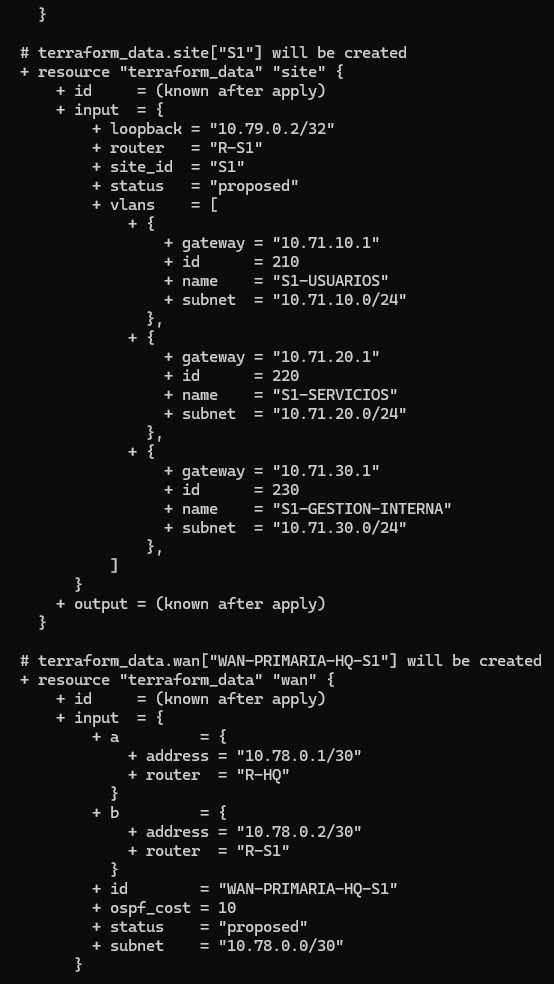 }

# terraform_data.site["S1"] will be created
+ resource "terraform_data" "site" {
    + id     = (known after apply)
    + input  = {
        + loopback = "10.79.0.2/32"
        + router   = "R-S1"
        + site_id  = "S1"
        + status   = "proposed"
        + vlans    = [
            + {
                + gateway = "10.71.10.1"
                + id      = 210
                + name    = "S1-USUARIOS"
                + subnet  = "10.71.10.0/24"
              },
            + {
                + gateway = "10.71.20.1"
                + id      = 220
                + name    = "S1-SERVICIOS"
                + subnet  = "10.71.20.0/24"
              },
            + {
                + gateway = "10.71.30.1"
                + id      = 230
                + name    = "S1-GESTION-INTERNA"
                + subnet  = "10.71.30.0/24"
              },
          ]
      }
    + output = (known after apply)
  }

# terraform_data.wan["WAN-PRIMARIA-HQ-S1"] will be created
+ resource "terraform_data" "wan" {
    + id     = (known after apply)
    + input  = {
        + a         = {
            + address = "10.78.0.1/30"
            + router  = "R-HQ"
          }
        + b         = {
            + address = "10.78.0.2/30"
            + router  = "R-S1"
          }
        + id        = "WAN-PRIMARIA-HQ-S1"
        + ospf_cost = 10
        + status    = "proposed"
        + subnet    = "10.78.0.0/30"
      }